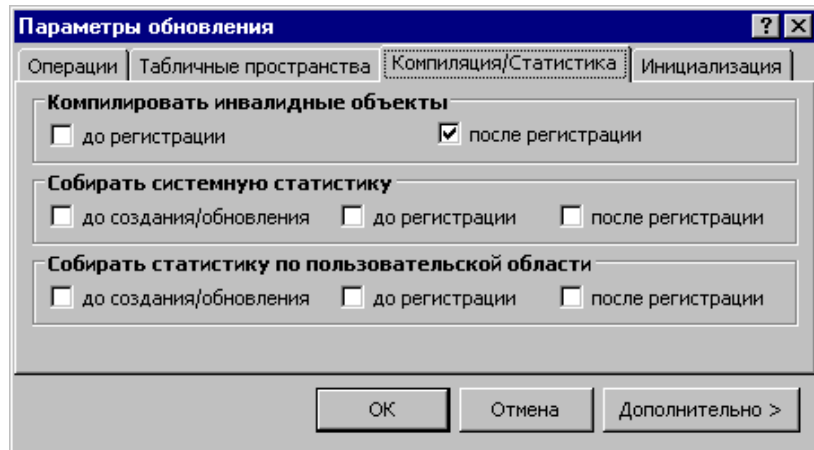 Параметры обновления
Операции Табличные пространства Компиляция/Статистика Инициализация
Компилировать инвалидные объекты
до регистрации после регистрации
Собирать системную статистику
до создания/обновления до регистрации после регистрации
Собирать статистику по пользовательской области
до создания/обновления до регистрации после регистрации
ОК Отмена Дополнительно >